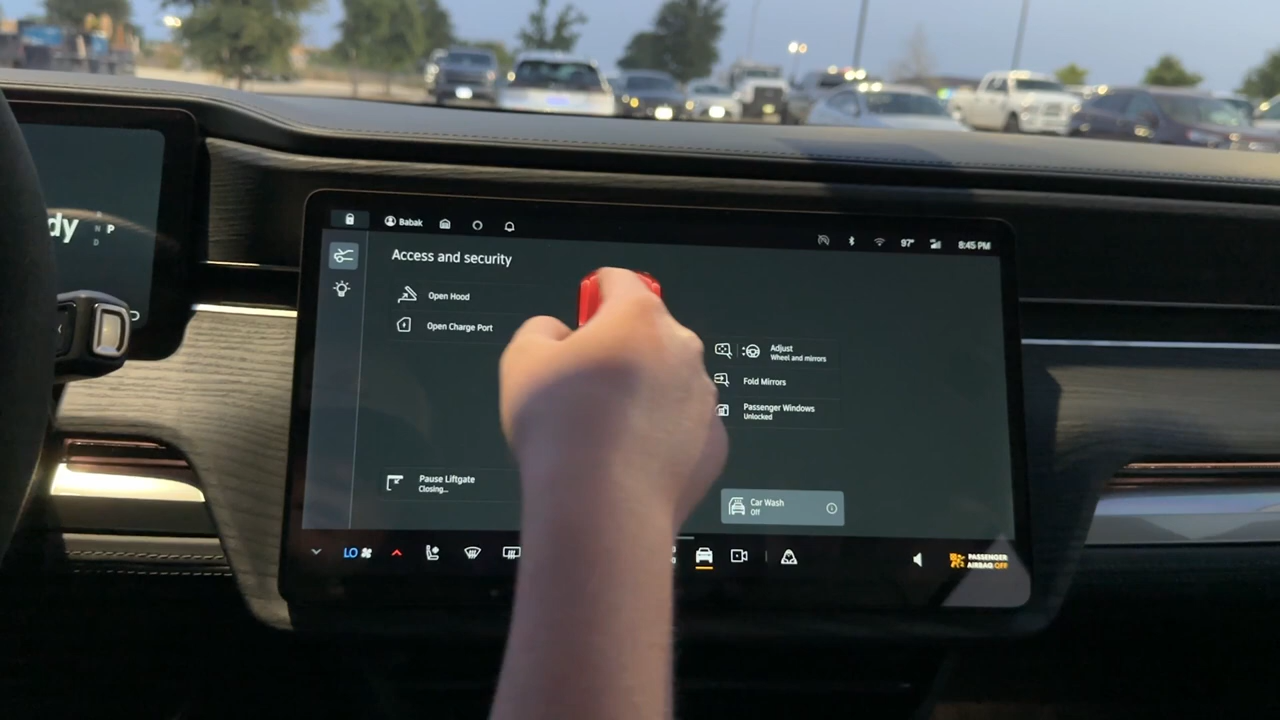 dy
N P
D
Babak
97°
8:45 PM
Access and security
Open Hood
Open Charge Port
Adjust
Wheel and mirrors
Fold Mirrors
Passenger Windows
Unlocked
Pause Liftgate
Closing...
Car Wash
Off
LO
PASSENGER
AIRBAG OFF